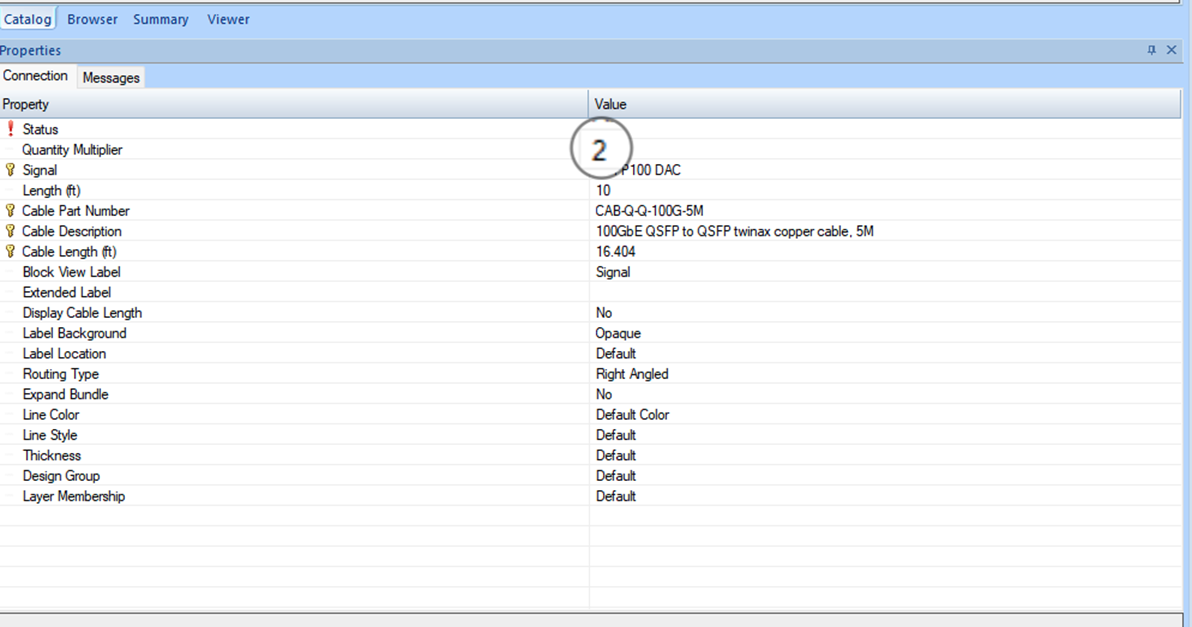 Catalog Browser Summary Viewer
Properties
Connection Messages
Property Value
Status
Quantity Multiplier 2
Signal P100 DAC
Length (ft) 10
Cable Part Number CAB-Q-Q-100G-5M
Cable Description 100GbE QSFP to QSFP twinax copper cable, 5M
Cable Length (ft) 16.404
Block View Label Signal
Extended Label
Display Cable Length No
Label Background Opaque
Label Location Default
Routing Type Right Angled
Expand Bundle No
Line Color Default Color
Line Style Default
Thickness Default
Design Group Default
Layer Membership Default